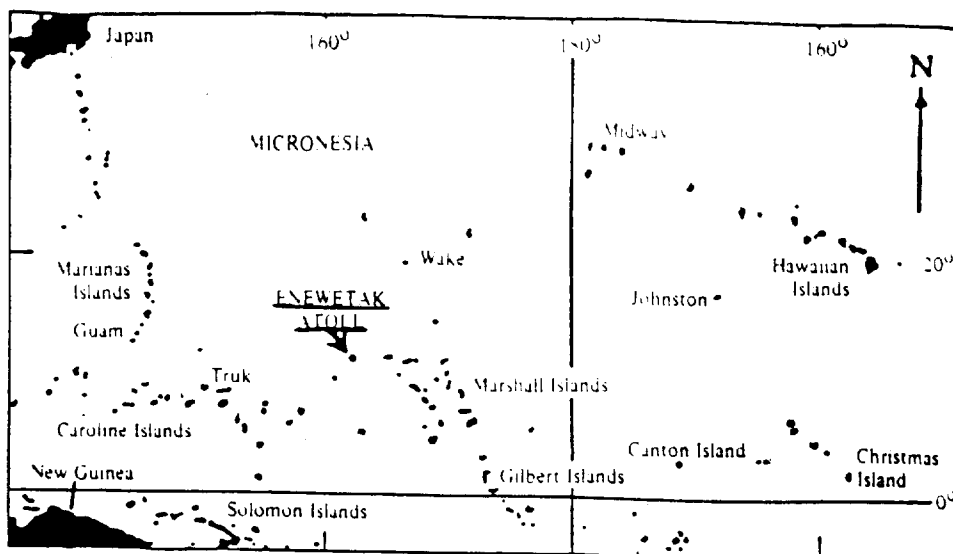 Japan
160°
180°
160°
N
MICRONESIA
Midway
Wake
Marianas
Islands
Hawaiian
Islands
20°
ENEWETAK
ATOLL
Johnston
Guam
Truk
Marshall Islands
Caroline Islands
Canton Island
Christmas
Island
New Guinea
Gilbert Islands
0°
Solomon Islands